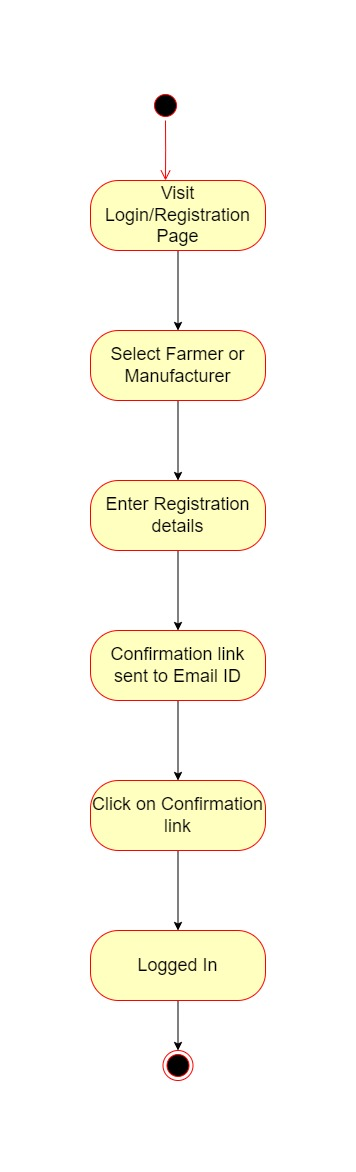 Visit
Login/Registration
Page
Select Farmer or
Manufacturer
Enter Registration
details
Confirmation link
sent to Email ID
Click on Confirmation
link
Logged In